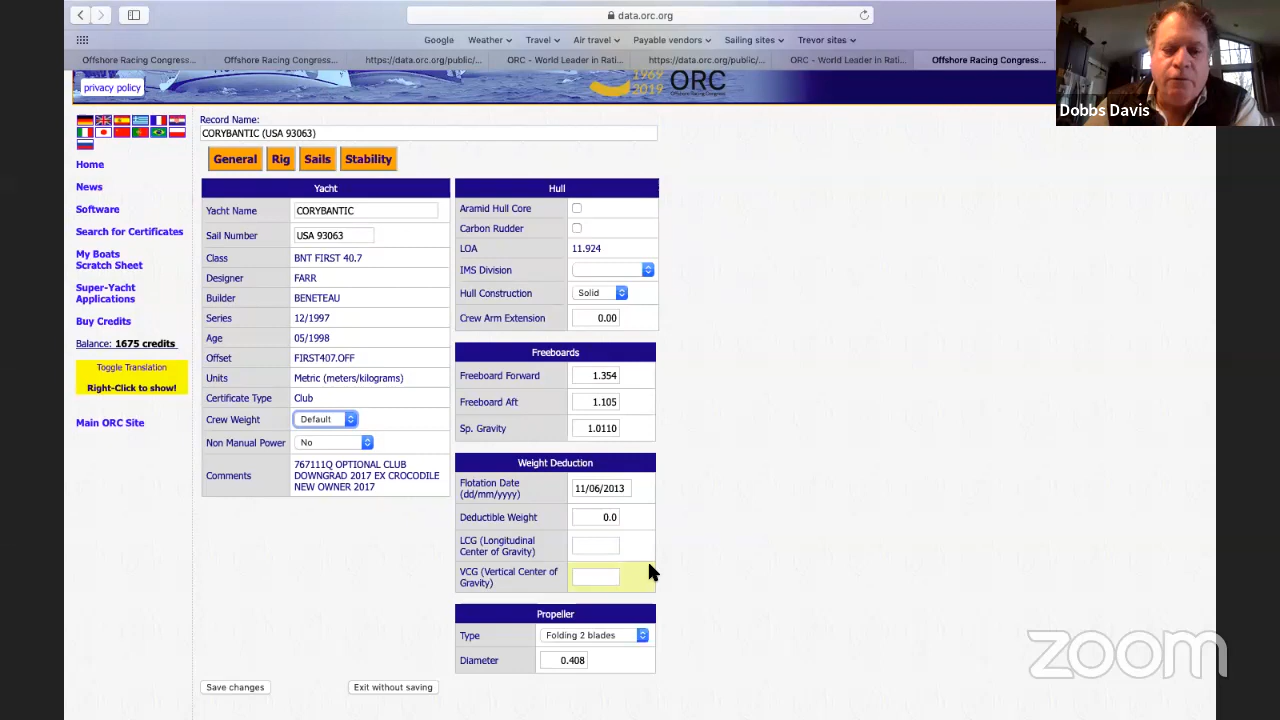 data.orc.org
Google Weather Travel Air travel Payable vendors Sailing sites Trevor sites
Offshore Racing Congress... Offshore Racing Congress... https://data.orc.org/public/... ORC - World Leader in Rati... https://data.orc.org/public/... ORC - World Leader in Rati... Offshore Racing Congress...
privacy policy
1969
2019
ORC
Offshore Racing Congress
Dobbs Davis
Home
News
Software
Search for Certificates
My Boats
Scratch Sheet
Super-Yacht
Applications
Buy Credits
Balance: 1675 credits
Toggle Translation
Right-Click to show!
Main ORC Site
Record Name:
CORYBANTIC (USA 93063)
General Rig Sails Stability
Yacht
Yacht Name CORYBANTIC
Sail Number USA 93063
Class BNT FIRST 40.7
Designer FARR
Builder BENETEAU
Series 12/1997
Age 05/1998
Offset FIRST407.OFF
Units Metric (meters/kilograms)
Certificate Type Club
Crew Weight Default
Non Manual Power No
Comments 767111Q OPTIONAL CLUB
DOWNGRAD 2017 EX CROCODILE
NEW OWNER 2017
Hull
Aramid Hull Core
Carbon Rudder
LOA 11.924
IMS Division
Hull Construction Solid
Crew Arm Extension 0.00
Freeboards
Freeboard Forward 1.354
Freeboard Aft 1.105
Sp. Gravity 1.0110
Weight Deduction
Flotation Date
(dd/mm/yyyy) 11/06/2013
Deductible Weight 0.0
LCG (Longitudinal
Center of Gravity)
VCG (Vertical Center of
Gravity)
Propeller
Type Folding 2 blades
Diameter 0.408
Save changes Exit without saving
zoom